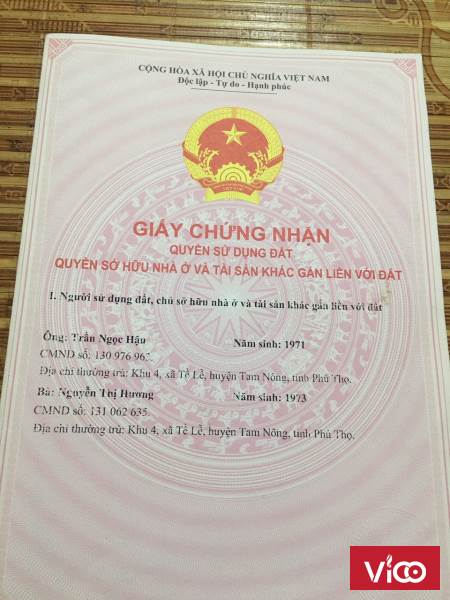 CỘNG HÒA XÃ HỘI CHỦ NGHĨA VIỆT NAM
Độc lập - Tự do - Hạnh phúc
GIẤY CHỨNG NHẬN
QUYỀN SỬ DỤNG ĐẤT
QUYỀN SỞ HỮU NHÀ Ở VÀ TÀI SẢN KHÁC GẮN LIỀN VỚI ĐẤT
I. Người sử dụng đất, chủ sở hữu nhà ở và tài sản khác gắn liền với đất
Ông: Trần Ngọc Hậu Năm sinh: 1971
CMND số: 130 976 962.
Địa chỉ thường trú: Khu 4, xã Tề Lễ, huyện Tam Nông, tỉnh Phú Thọ.
Bà: Nguyễn Thị Hương Năm sinh: 1973
CMND số: 131 062 635.
Địa chỉ thường trú: Khu 4, xã Tề Lễ, huyện Tam Nông, tỉnh Phú Thọ.
Vico